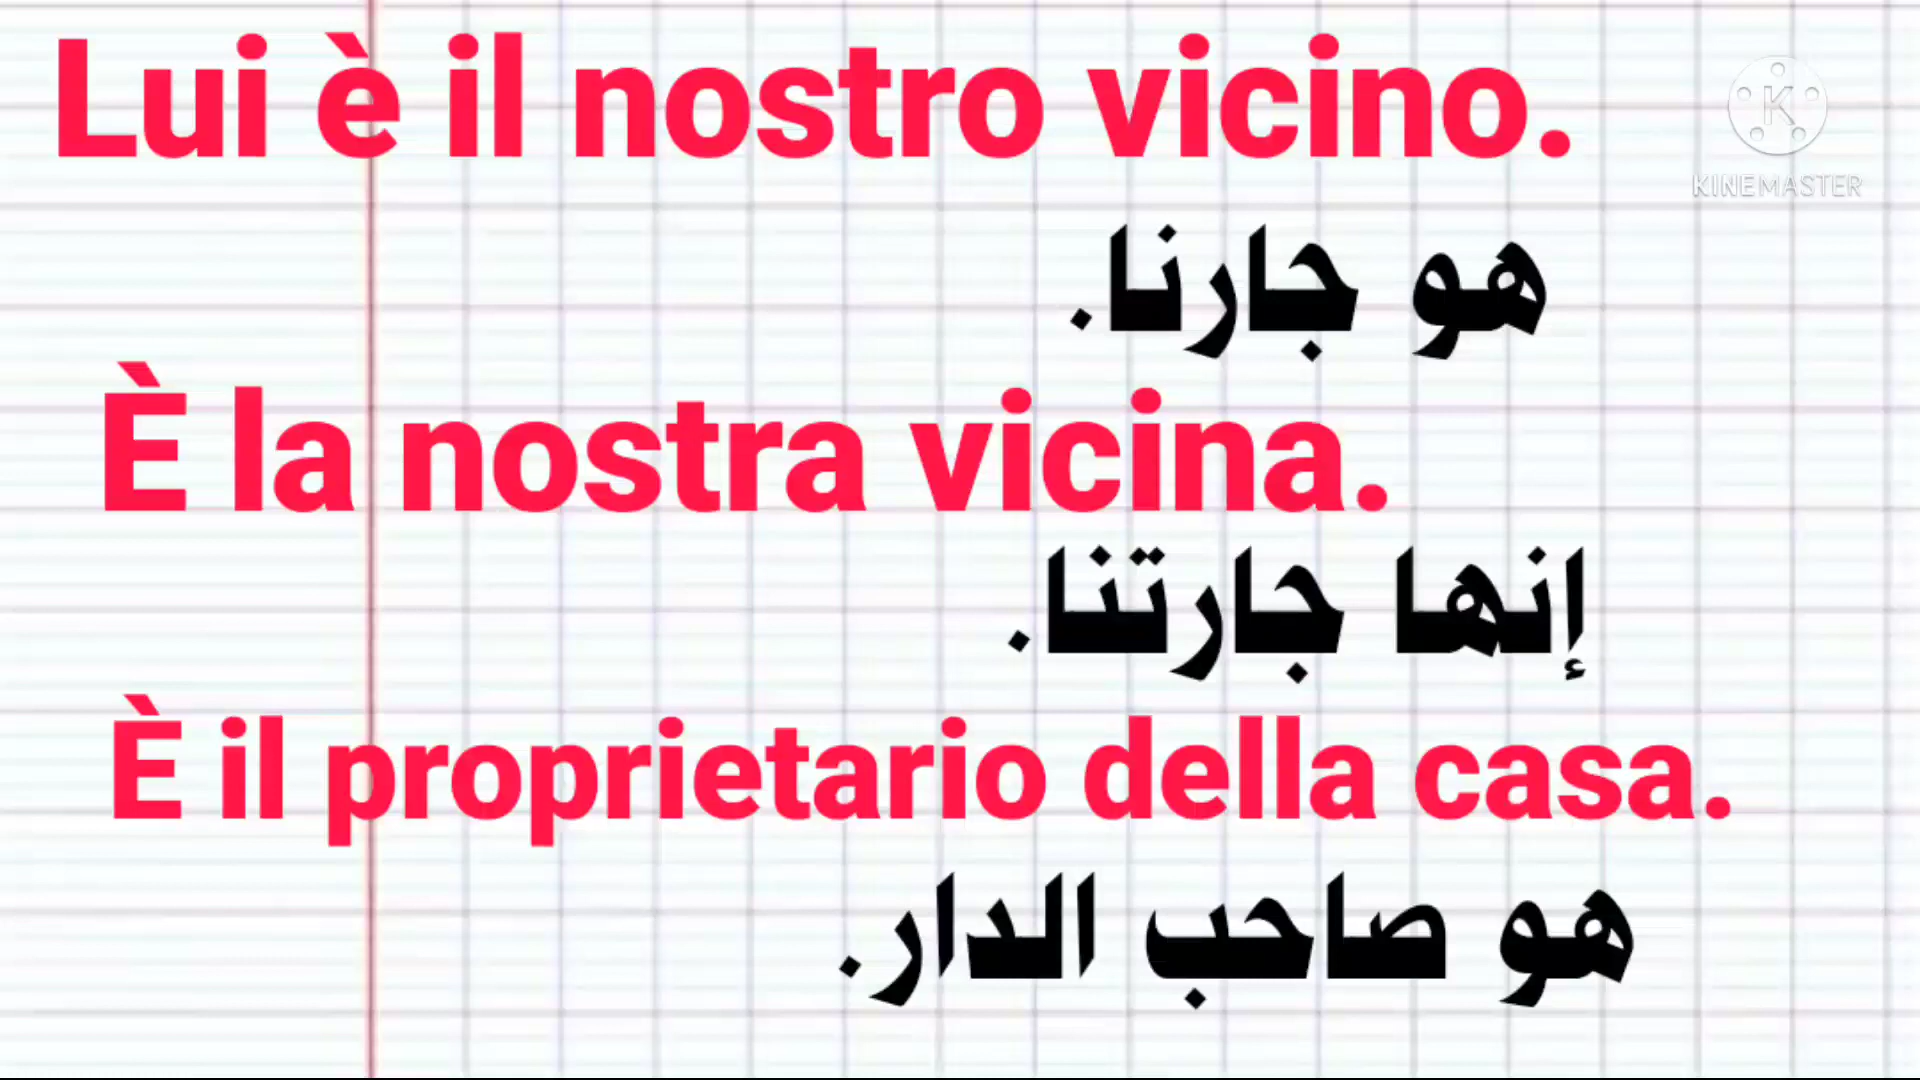 Lui è il nostro vicino.
KINEMASTER
هو جارنا.
È la nostra vicina.
إنها جارتنا.
È il proprietario della casa.
هو صاحب الدار.